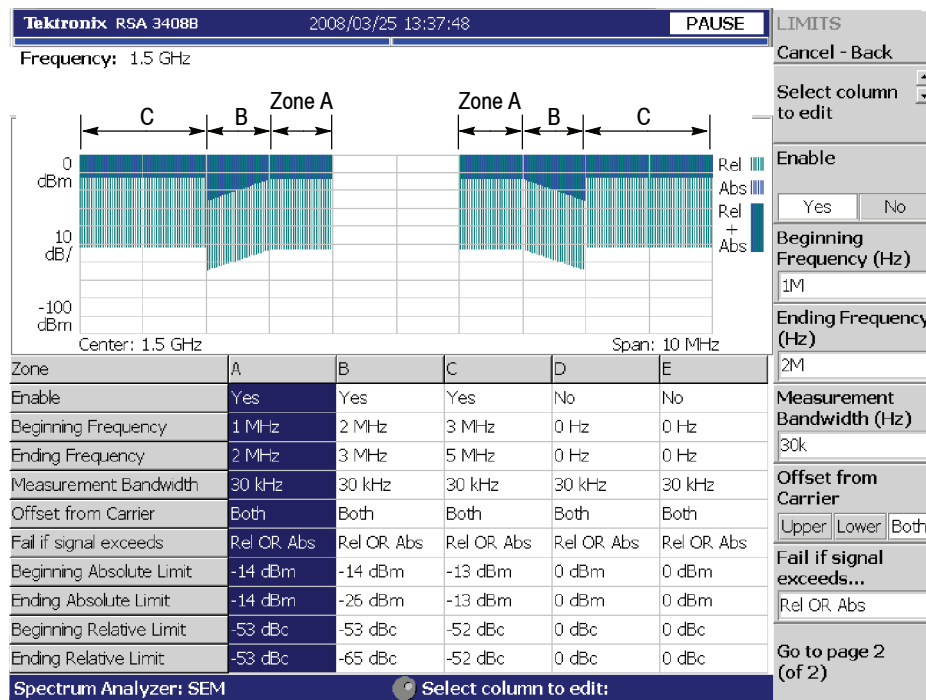 Tektronix RSA 3408B 2008/03/25 13:37:48 PAUSE
Frequency: 1.5 GHz
C B Zone A Zone A B C
0
dBm
10
dB/
-100
dBm
Rel
Abs
Rel
+
Abs
Center: 1.5 GHz Span: 10 MHz
Zone A B C D E
Enable Yes Yes Yes No No
Beginning Frequency 1 MHz 2 MHz 3 MHz 0 Hz 0 Hz
Ending Frequency 2 MHz 3 MHz 5 MHz 0 Hz 0 Hz
Measurement Bandwidth 30 kHz 30 kHz 30 kHz 30 kHz 30 kHz
Offset from Carrier Both Both Both Both Both
Fail if signal exceeds Rel OR Abs Rel OR Abs Rel OR Abs Rel OR Abs Rel OR Abs
Beginning Absolute Limit -14 dBm -14 dBm -13 dBm 0 dBm 0 dBm
Ending Absolute Limit -14 dBm -26 dBm -13 dBm 0 dBm 0 dBm
Beginning Relative Limit -53 dBc -53 dBc -52 dBc 0 dBc 0 dBc
Ending Relative Limit -53 dBc -65 dBc -52 dBc 0 dBc 0 dBc
Spectrum Analyzer: SEM Select column to edit:
LIMITS
Cancel - Back
Select column
to edit
Enable
Yes No
Beginning
Frequency (Hz)
1M
Ending Frequency
(Hz)
2M
Measurement
Bandwidth (Hz)
30k
Offset from
Carrier
Upper Lower Both
Fail if signal
exceeds...
Rel OR Abs
Go to page 2
(of 2)